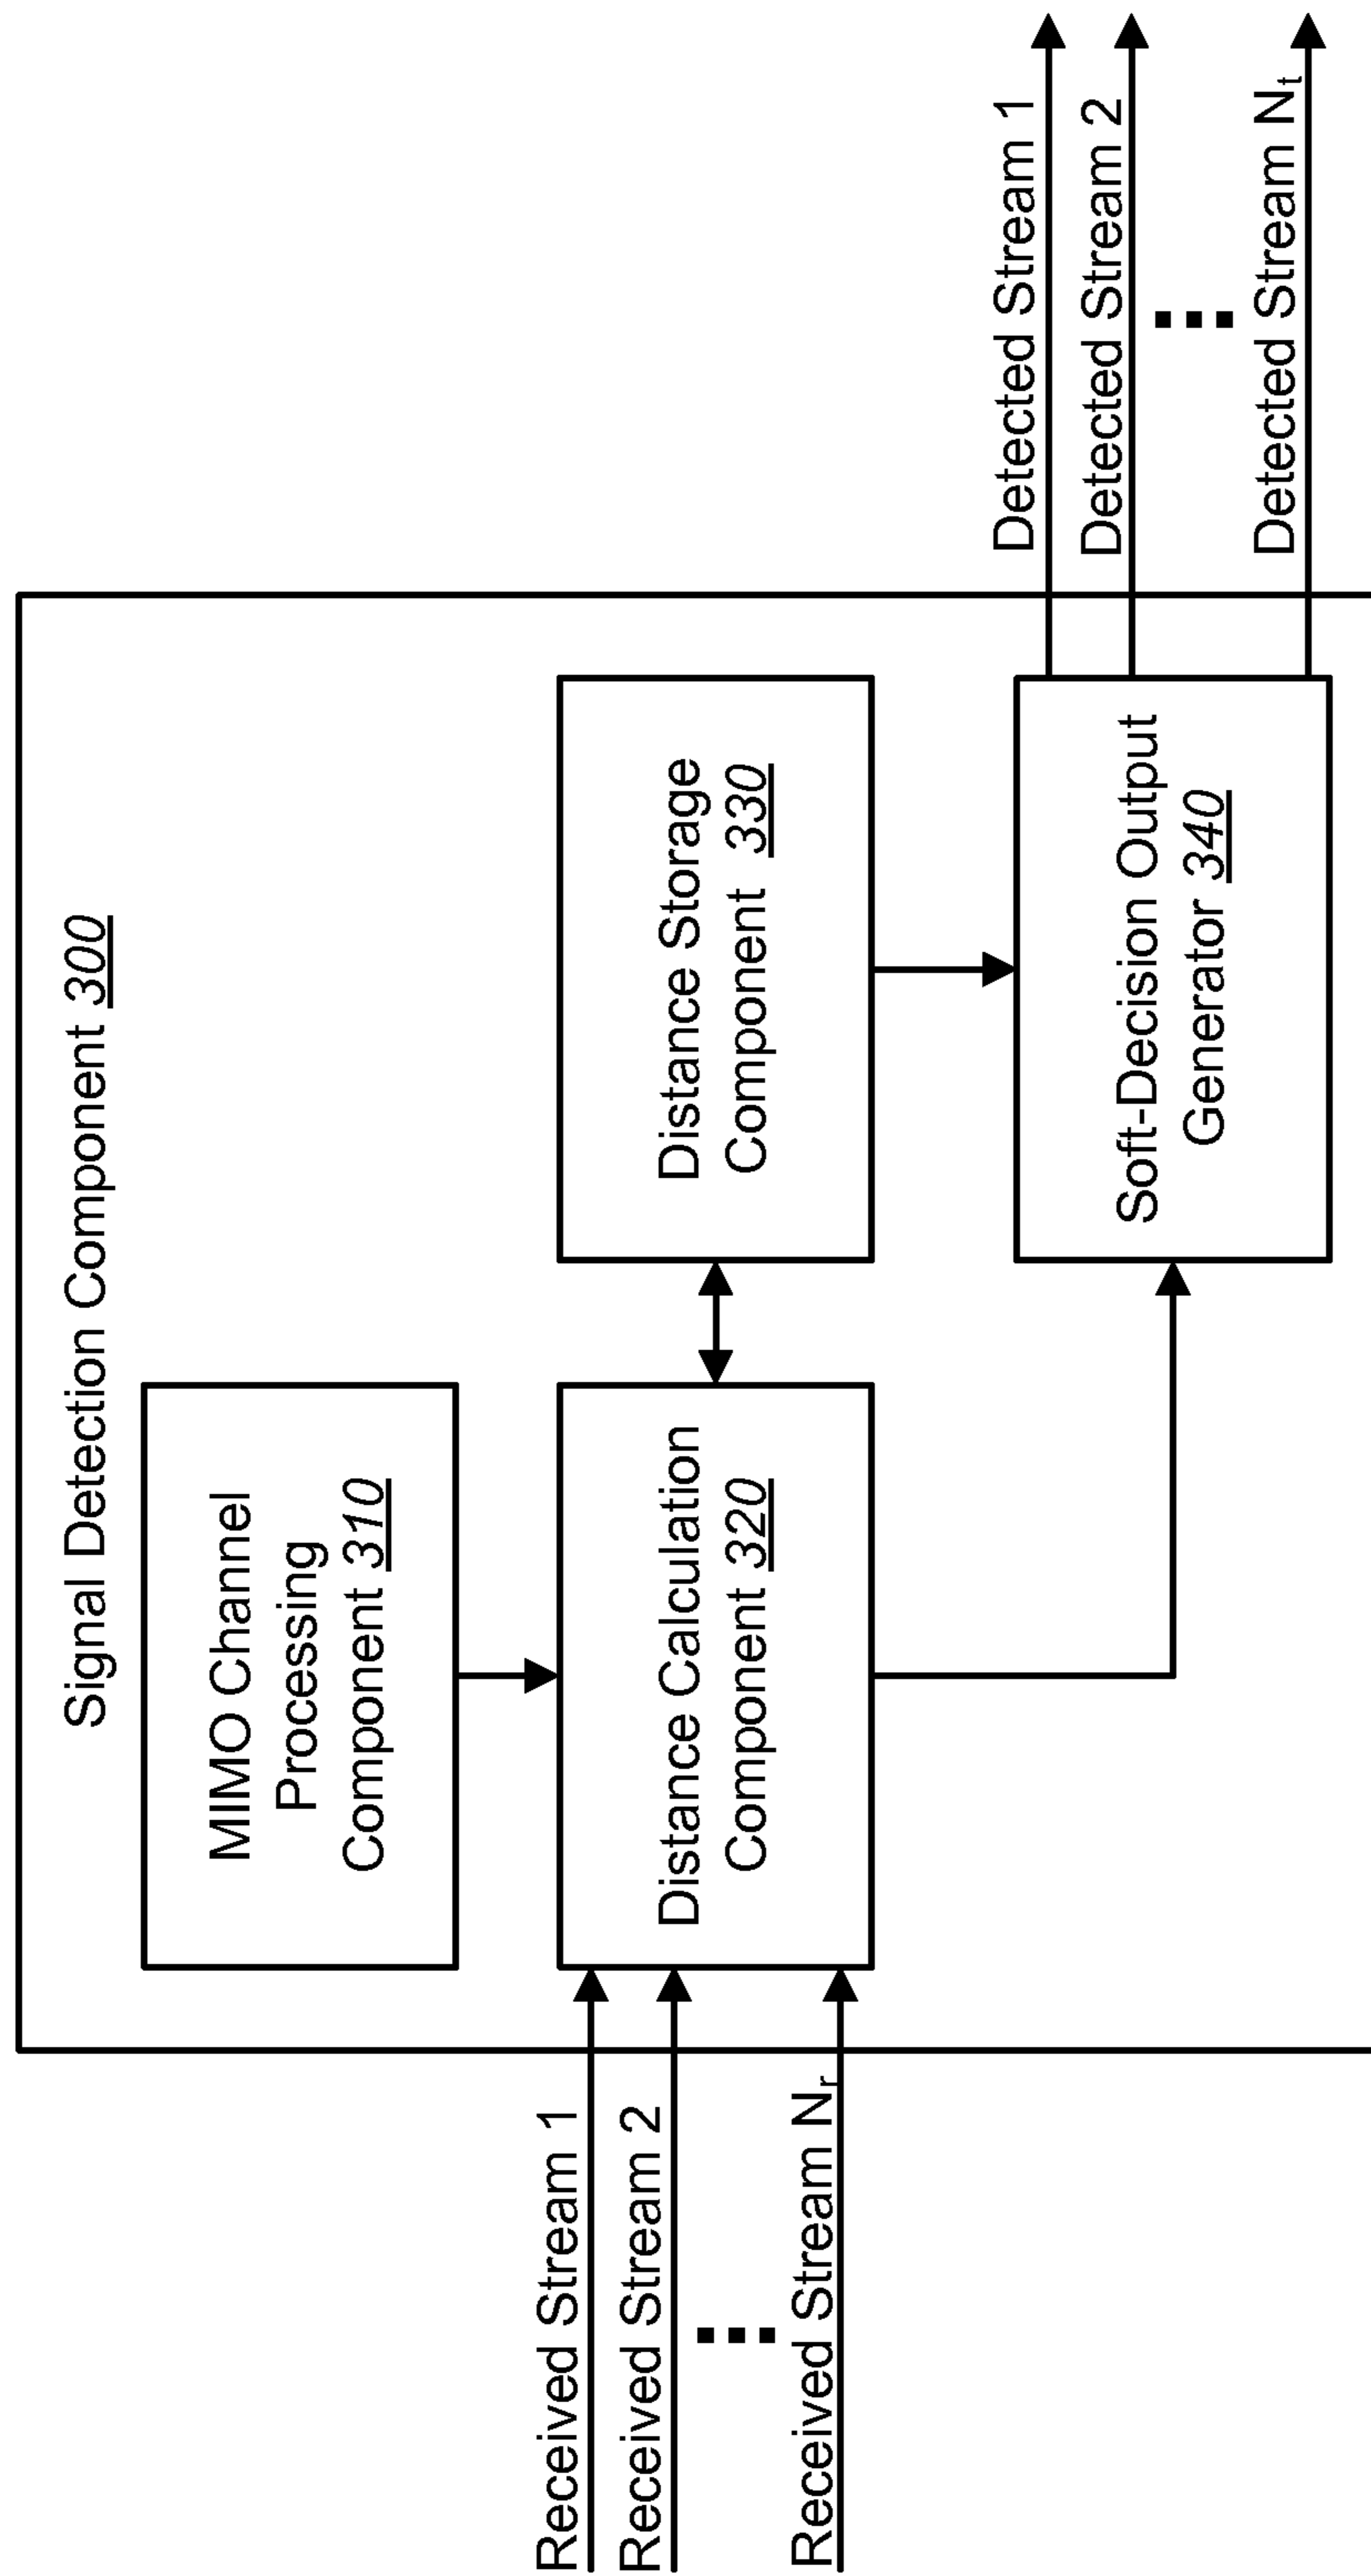 Signal Detection Component 300
MIMO Channel
Processing
Component 310
Received Stream 1
Received Stream 2
Received Stream Nr
Distance Calculation
Component 320
Distance Storage
Component 330
Soft-Decision Output
Generator 340
Detected Stream 1
Detected Stream 2
Detected Stream Nt